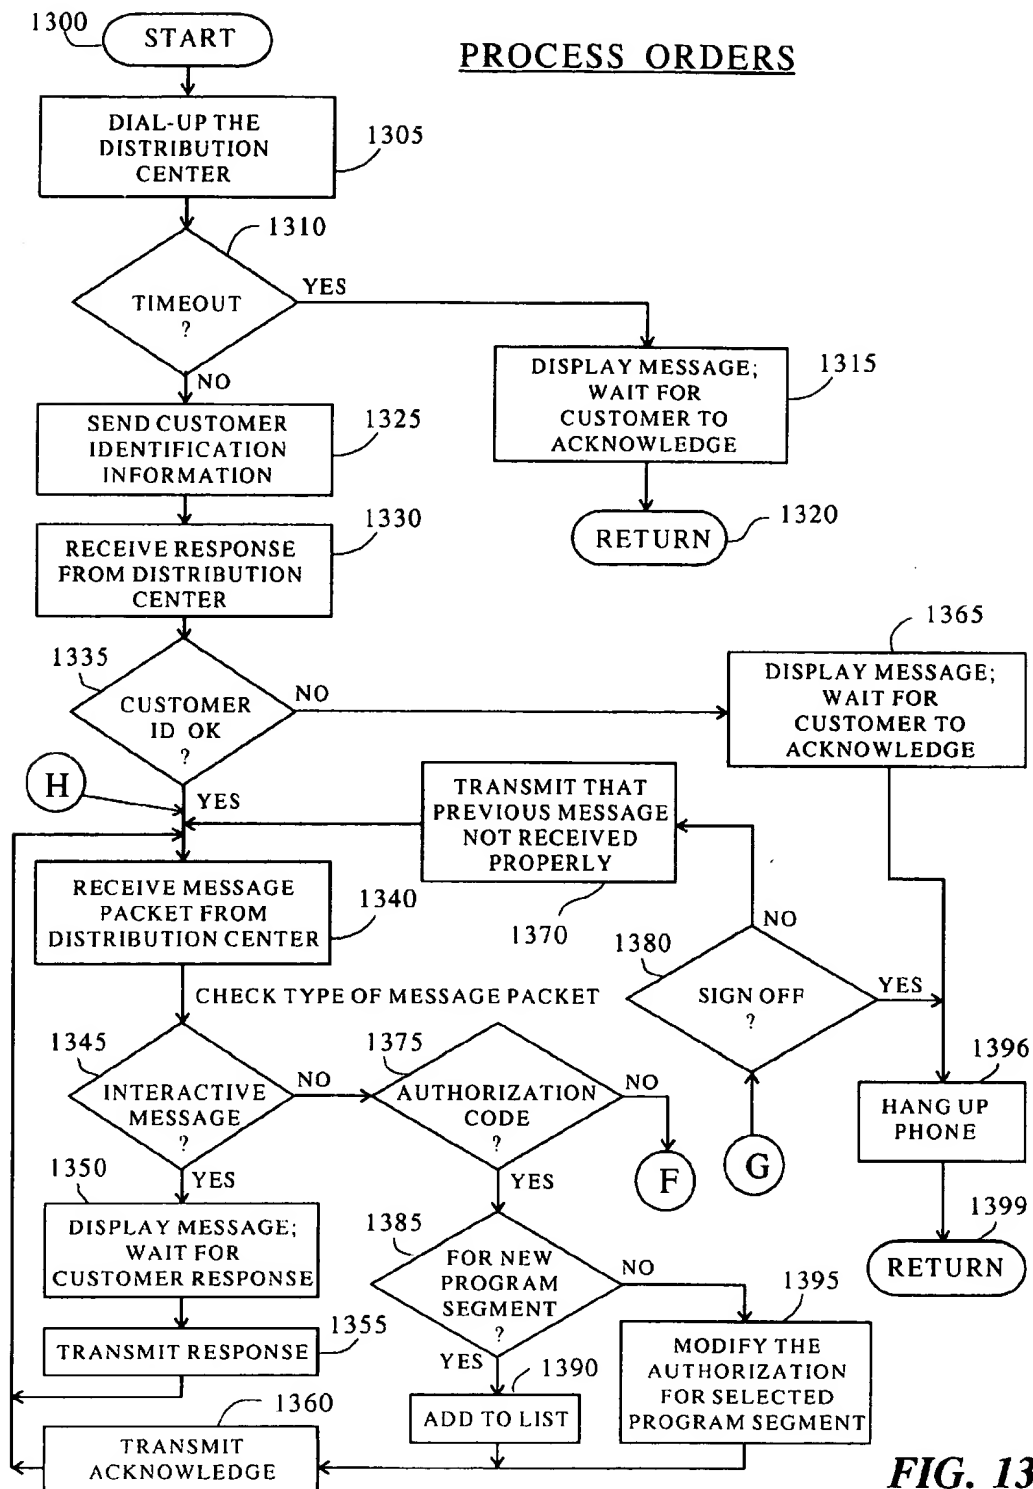 1300
START
PROCESS ORDERS
DIAL-UP THE
DISTRIBUTION
CENTER
1305
1310
TIMEOUT
?
YES
NO
DISPLAY MESSAGE;
WAIT FOR
CUSTOMER TO
ACKNOWLEDGE
1315
SEND CUSTOMER
IDENTIFICATION
INFORMATION
1325
RETURN
1320
RECEIVE RESPONSE
FROM DISTRIBUTION
CENTER
1330
1335
CUSTOMER
ID OK
?
NO
YES
H
1365
DISPLAY MESSAGE;
WAIT FOR
CUSTOMER TO
ACKNOWLEDGE
TRANSMIT THAT
PREVIOUS MESSAGE
NOT RECEIVED
PROPERLY
1370
RECEIVE MESSAGE
PACKET FROM
DISTRIBUTION CENTER
1340
NO
1380
SIGN OFF
?
YES
CHECK TYPE OF MESSAGE PACKET
1345
INTERACTIVE
MESSAGE
?
NO
YES
1375
AUTHORIZATION
CODE
?
NO
YES
F
G
1396
HANG UP
PHONE
1399
RETURN
1350
DISPLAY MESSAGE;
WAIT FOR
CUSTOMER RESPONSE
1385
FOR NEW
PROGRAM
SEGMENT
?
NO
YES
1355
TRANSMIT RESPONSE
1395
MODIFY THE
AUTHORIZATION
FOR SELECTED
PROGRAM SEGMENT
1390
ADD TO LIST
1360
TRANSMIT
ACKNOWLEDGE
FIG. 13